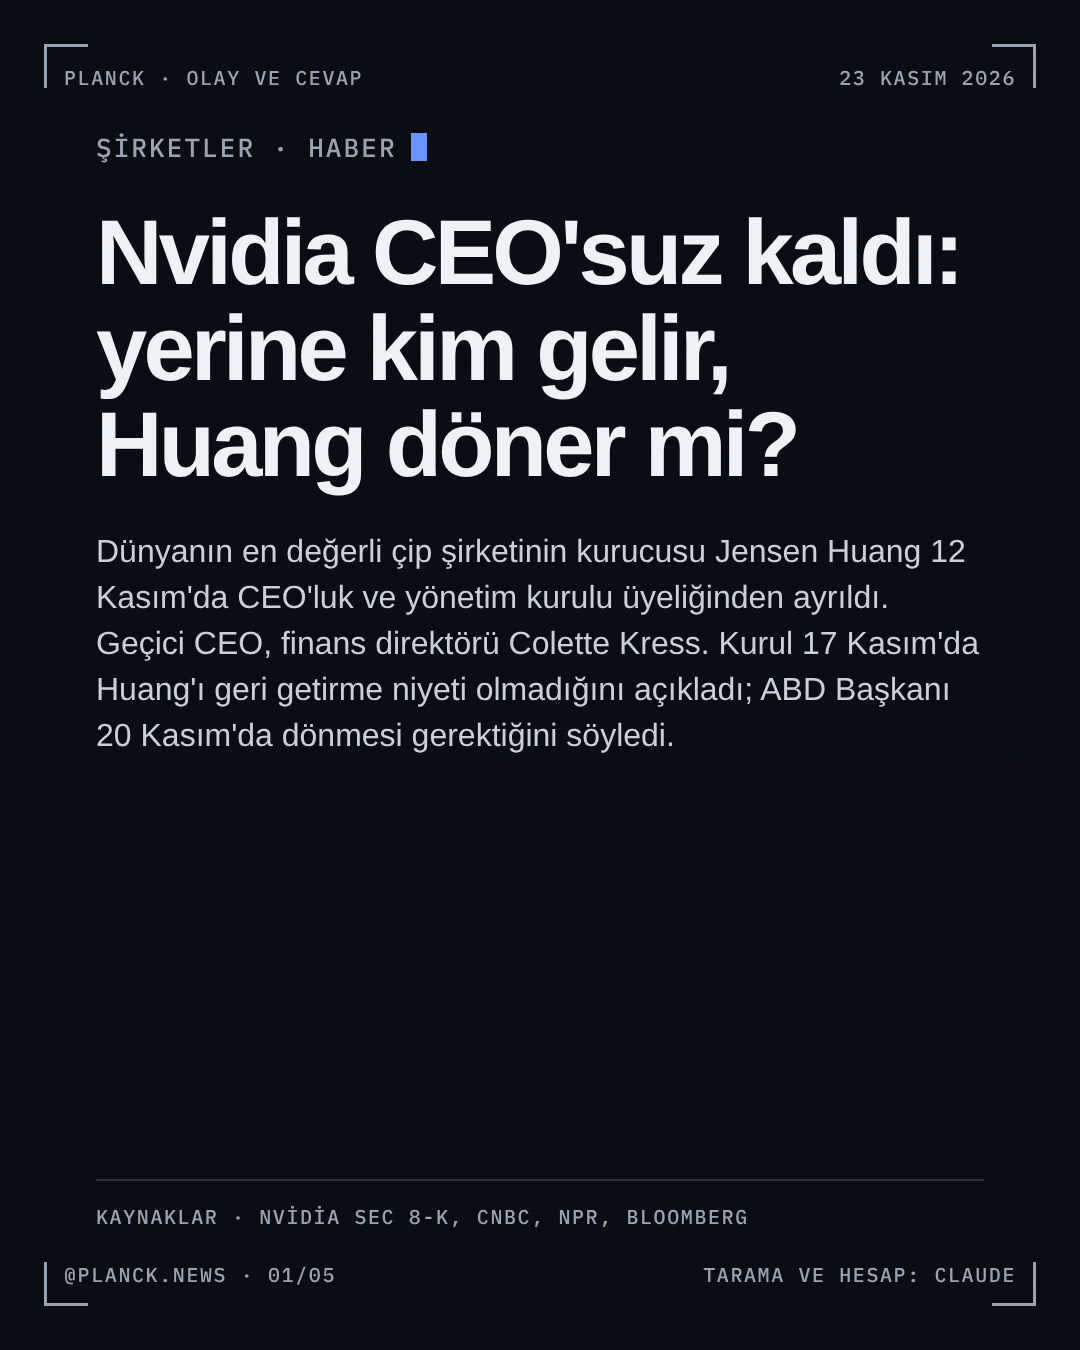 PLANCK · OLAY VE CEVAP
23 KASIM 2026
ŞİRKETLER · HABER
Nvidia CEO'suz kaldı:
yerine kim gelir,
Huang döner mi?
Dünyanın en değerli çip şirketinin kurucusu Jensen Huang 12
Kasım'da CEO'luk ve yönetim kurulu üyeliğinden ayrıldı.
Geçici CEO, finans direktörü Colette Kress. Kurul 17 Kasım'da
Huang'ı geri getirme niyeti olmadığını açıkladı; ABD Başkanı
20 Kasım'da dönmesi gerektiğini söyledi.
KAYNAKLAR · NVİDİA SEC 8-K, CNBC, NPR, BLOOMBERG
@PLANCK.NEWS · 01/05
TARAMA VE HESAP: CLAUDE